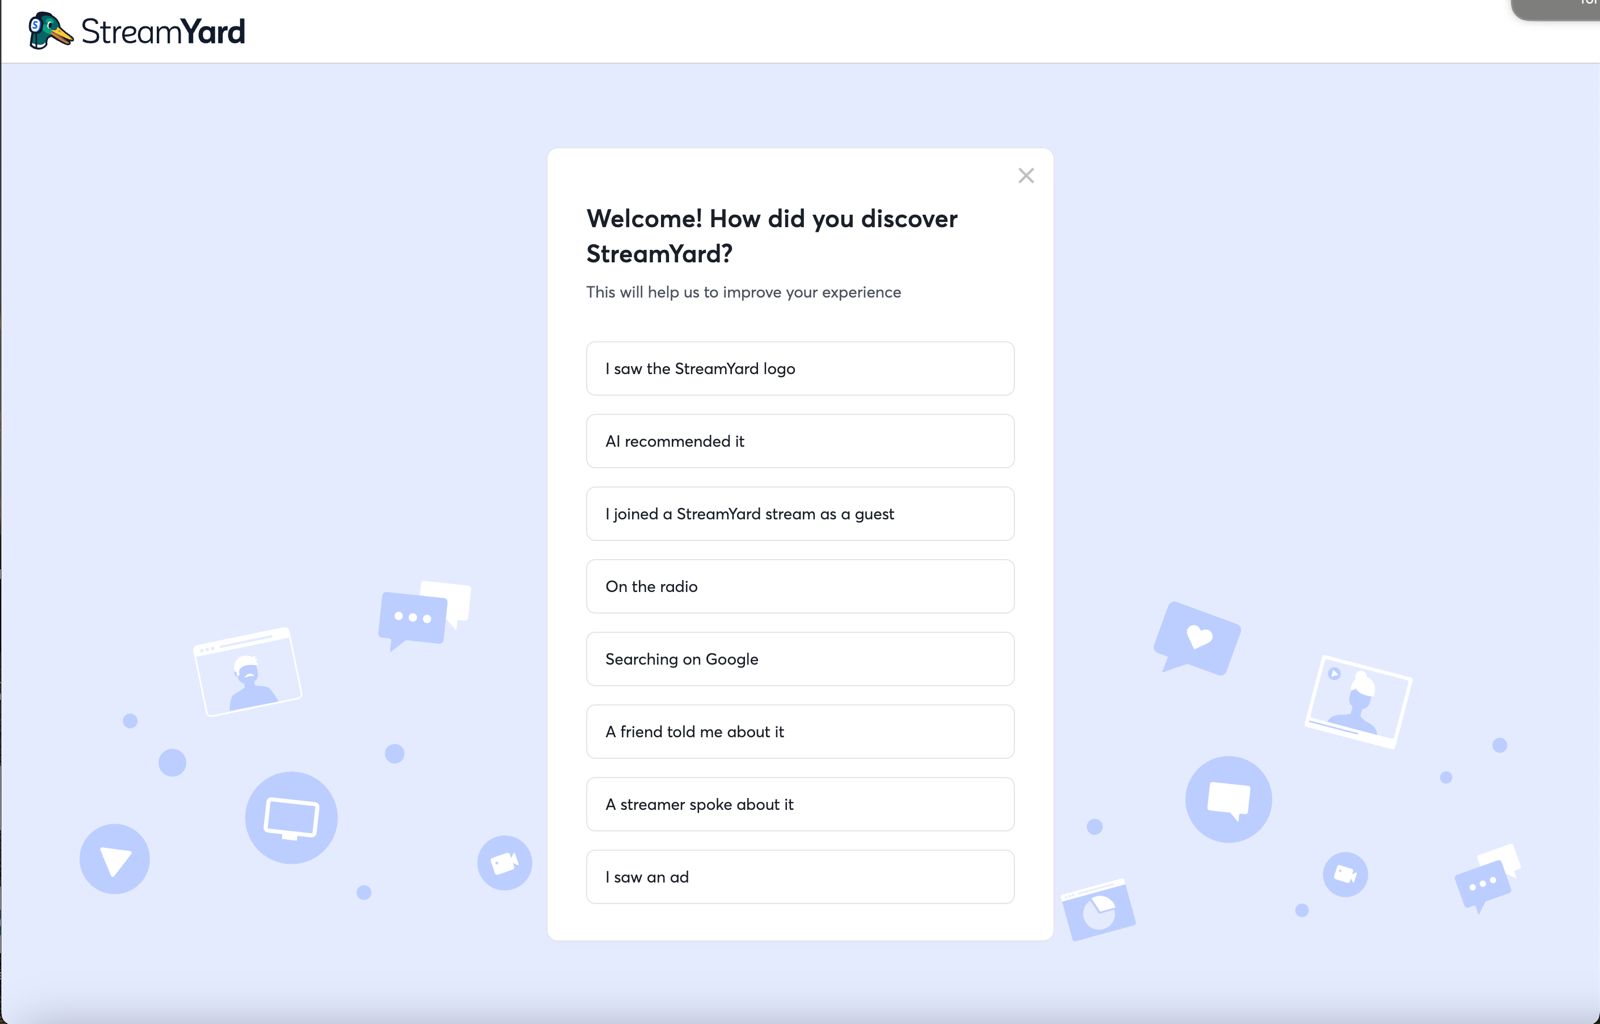 StreamYard
Welcome! How did you discover
StreamYard?
This will help us to improve your experience
I saw the StreamYard logo
AI recommended it
I joined a StreamYard stream as a guest
On the radio
Searching on Google
A friend told me about it
A streamer spoke about it
I saw an ad